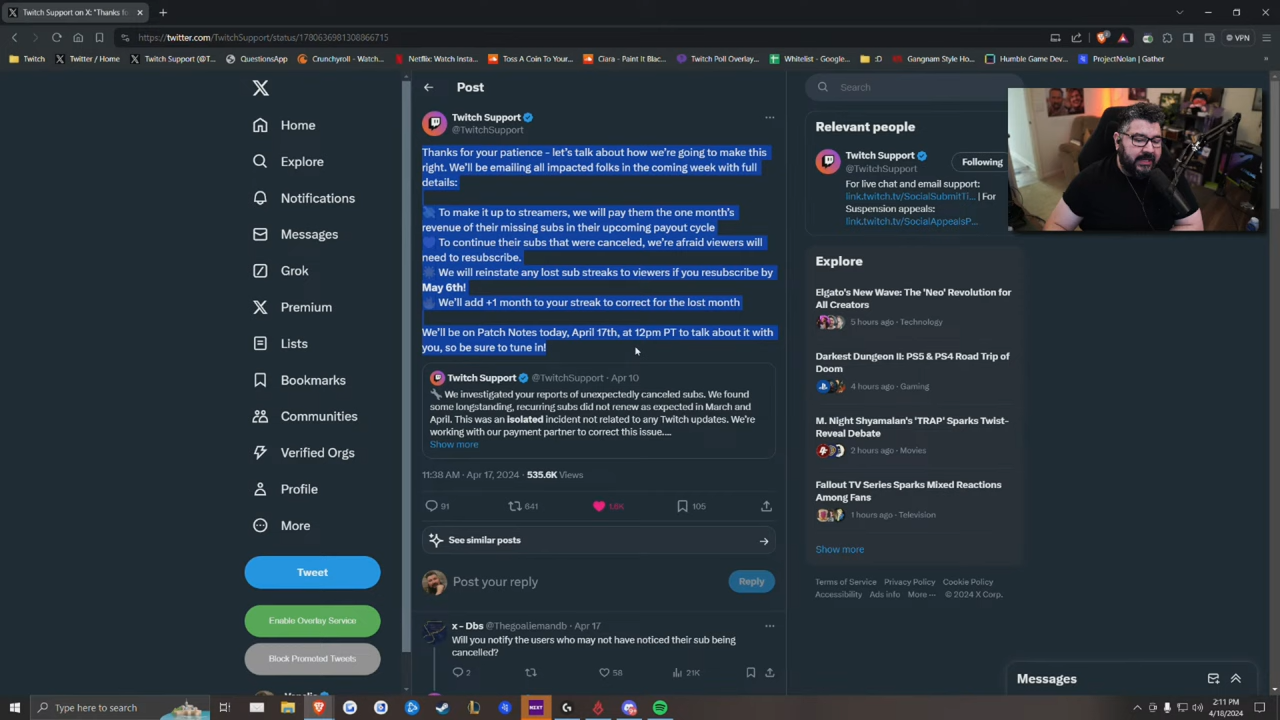 Twitch Support on X: "Thanks fo
https://twitter.com/TwitchSupport/status/1780636981308866715
VPN
Twitch
Twitter / Home
Twitch Support (@T...
QuestionsApp
Crunchyroll - Watch...
Netflix: Watch Instan...
Toss A Coin To Your...
Ciara - Paint It Blac...
Twitch Poll Overlay...
Whitelist - Google...
:D
Gangnam Style - Ho...
Humble Game Dev...
ProjectNolan | Gather
Home
Explore
Notifications
Messages
Grok
Premium
Lists
Bookmarks
Communities
Verified Orgs
Profile
More
Tweet
Enable Overlay Service
Block Promoted Tweets
Post
Twitch Support
@TwitchSupport
Thanks for your patience - let's talk about how we're going to make this
right. We'll be emailing all impacted folks in the coming week with full
details:
To make it up to streamers, we will pay them the one month's
revenue of their missing subs in their upcoming payout cycle
To continue their subs that were canceled, we're afraid viewers will
need to resubscribe.
We will reinstate any lost sub streaks to viewers if you resubscribe by
May 6th!
We'll add +1 month to your streak to correct for the lost month
We'll be on Patch Notes today, April 17th, at 12pm PT to talk about it with
you, so be sure to tune in!
Twitch Support @TwitchSupport · Apr 10
We investigated your reports of unexpectedly canceled subs. We found
some longstanding, recurring subs did not renew as expected in March and
April. This was an isolated incident not related to any Twitch updates. We're
working with our payment partner to correct this issue....
Show more
11:38 AM · Apr 17, 2024 · 535.6K Views
91
641
1.8K
105
See similar posts
Post your reply
Reply
x - Dbs @Thegoaliemandb · Apr 17
Will you notify the users who may not have noticed their sub being
cancelled?
2
58
21K
Search
Relevant people
Twitch Support
@TwitchSupport
Following
For live chat and email support:
link.twitch.tv/SocialSubmitTi... | For
Suspension appeals:
link.twitch.tv/SocialAppealsP...
Explore
Elgato's New Wave: The 'Neo' Revolution for
All Creators
5 hours ago · Technology
Darkest Dungeon II: PS5 & PS4 Road Trip of
Doom
4 hours ago · Gaming
M. Night Shyamalan's "TRAP" Sparks Twist-
Reveal Debate
2 hours ago · Movies
Fallout TV Series Sparks Mixed Reactions
Among Fans
1 hours ago · Television
Show more
Terms of Service Privacy Policy Cookie Policy
Accessibility Ads info More ··· © 2024 X Corp.
Messages
Type here to search
NIXT
2:11 PM
4/18/2024